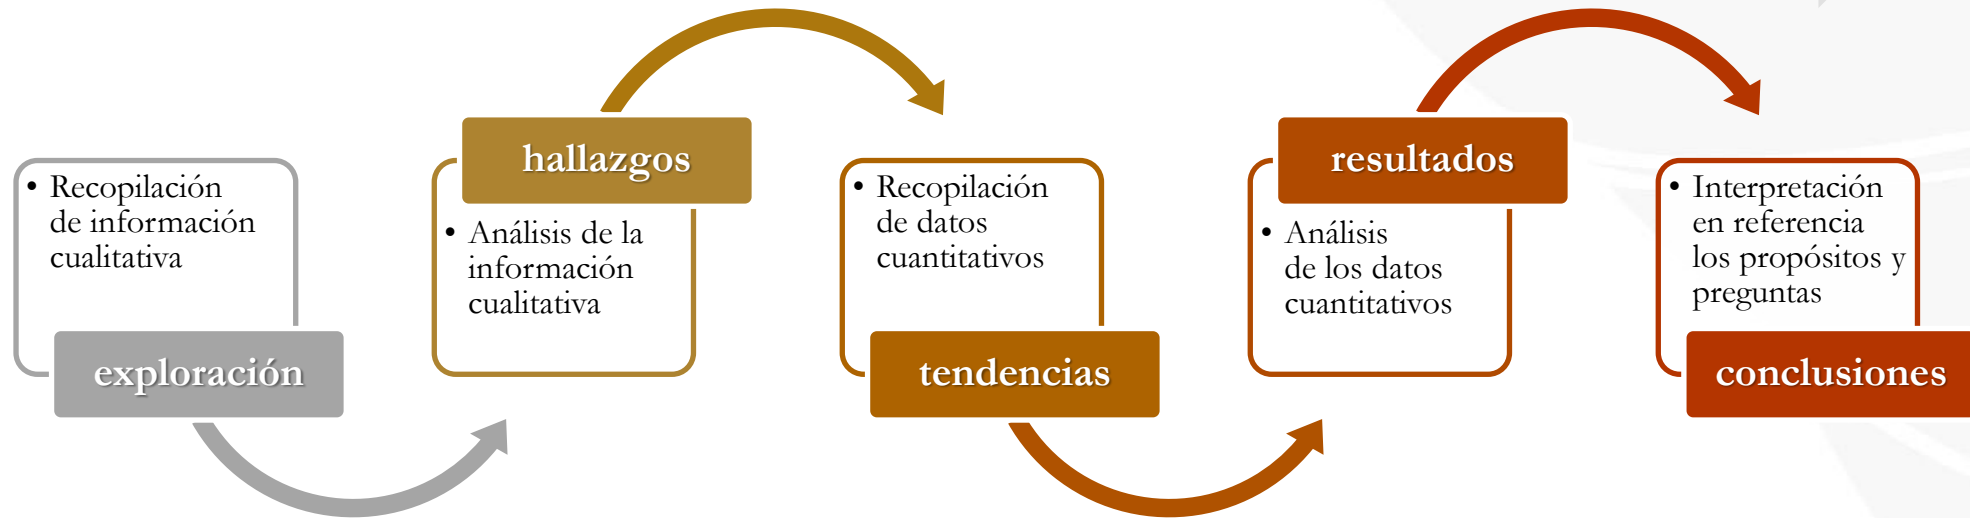 • Recopilación
de información
cualitativa
exploración
hallazgos
• Análisis de la
información
cualitativa
• Recopilación
de datos
cuantitativos
tendencias
resultados
• Análisis
de los datos
cuantitativos
• Interpretación
en referencia
los propósitos y
preguntas
conclusiones